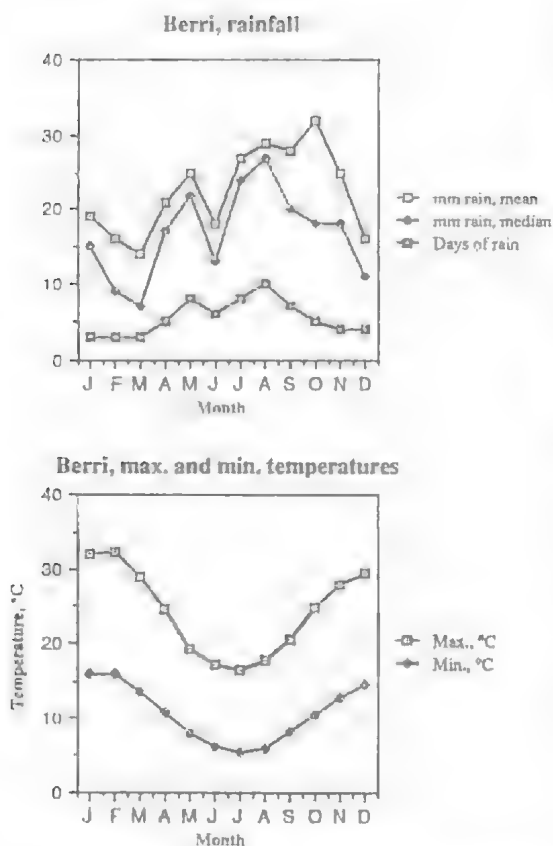 Berri, rainfall
40
30
20
10
0
J F M A M J J A S O N D
Month
mm rain, mean
mm rain, median
Days of rain
Berri, max. and min. temperatures
40
30
20
10
0
Temperature, °C
J F M A M J J A S O N D
Month
Max., °C
Min., °C